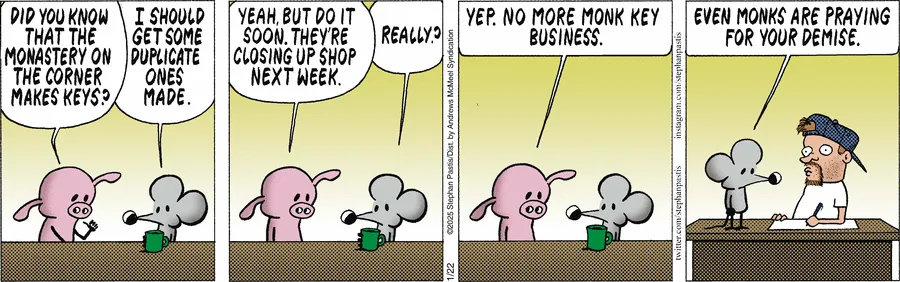 DID YOU KNOW
THAT THE
MONASTERY ON
THE CORNER
MAKES KEYS?
I SHOULD
GET SOME
DUPLICATE
ONES
MADE.
YEAH, BUT DO IT
SOON. THEY'RE
CLOSING UP SHOP
NEXT WEEK.
REALLY?
©2025 Stephan Pastis/Dist. by Andrews McMeel Syndication
1/22
YEP. NO MORE MONK KEY
BUSINESS.
twitter.com/stephanpastis
instagram.com/stephanpastis
EVEN MONKS ARE PRAYING
FOR YOUR DEMISE.